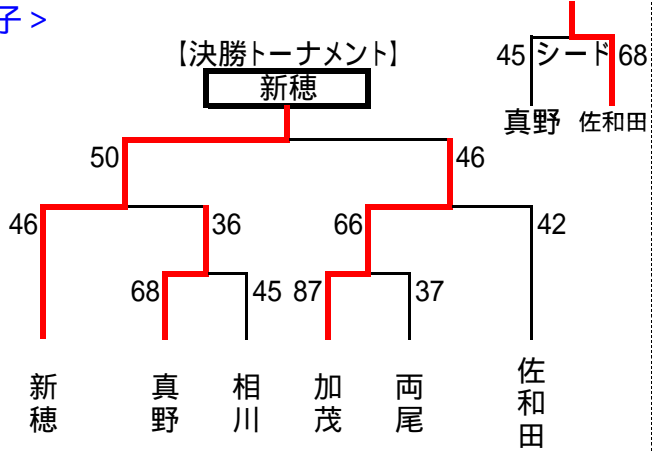 子 >
【決勝トーナメント】
新穂
45 シード 68
真野 佐和田
50 46
46 36 66 42
68 45 87 37
新穂
真野
相川
加茂
両尾
佐和田